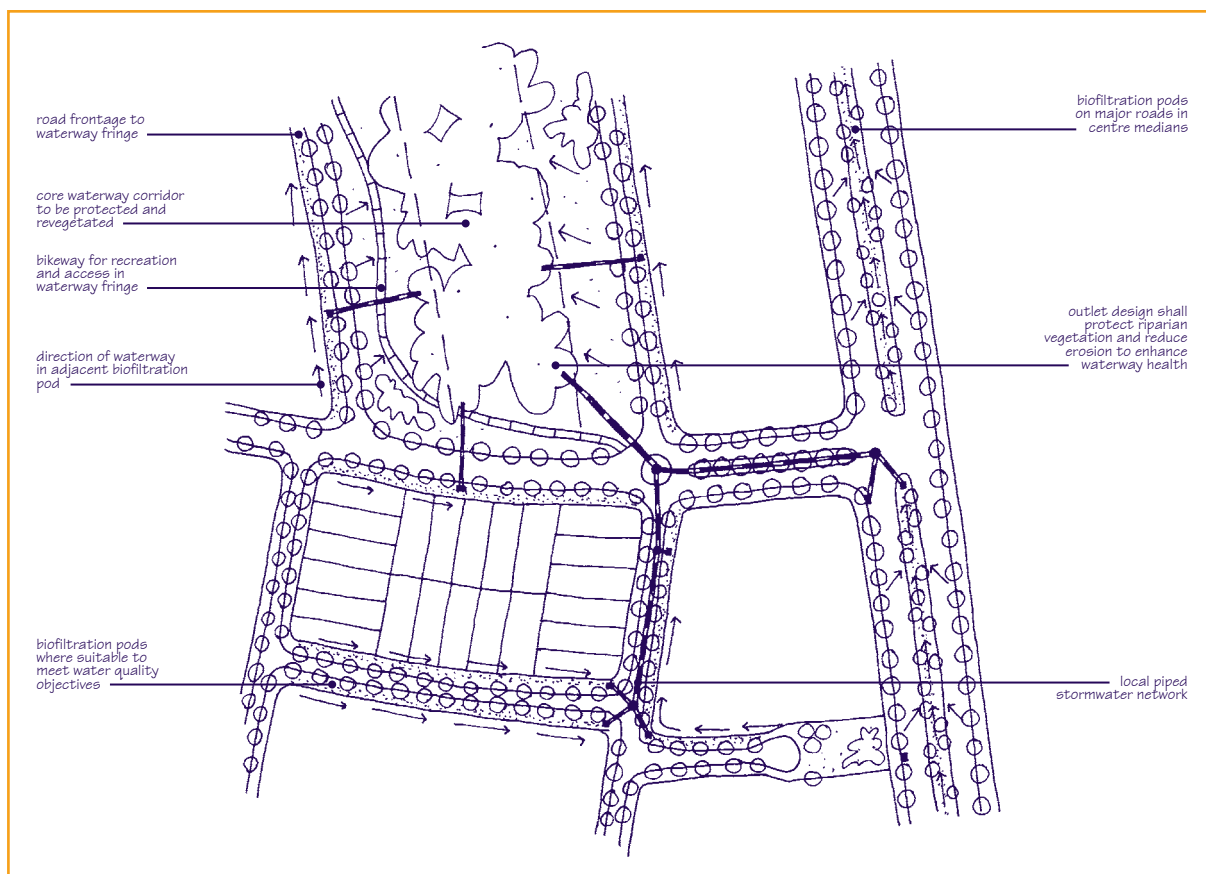 road frontage to
waterway fringe
core waterway corridor
to be protected and
revegetated
bikeway for recreation
and access in
waterway fringe
direction of waterway
in adjacent biofiltration
pod
biofiltration pods
where suitable to
meet water quality
objectives
biofiltration pods
on major roads in
centre medians
outlet design shall
protect riparian
vegetation and reduce
erosion to enhance
waterway health
local piped
stormwater network